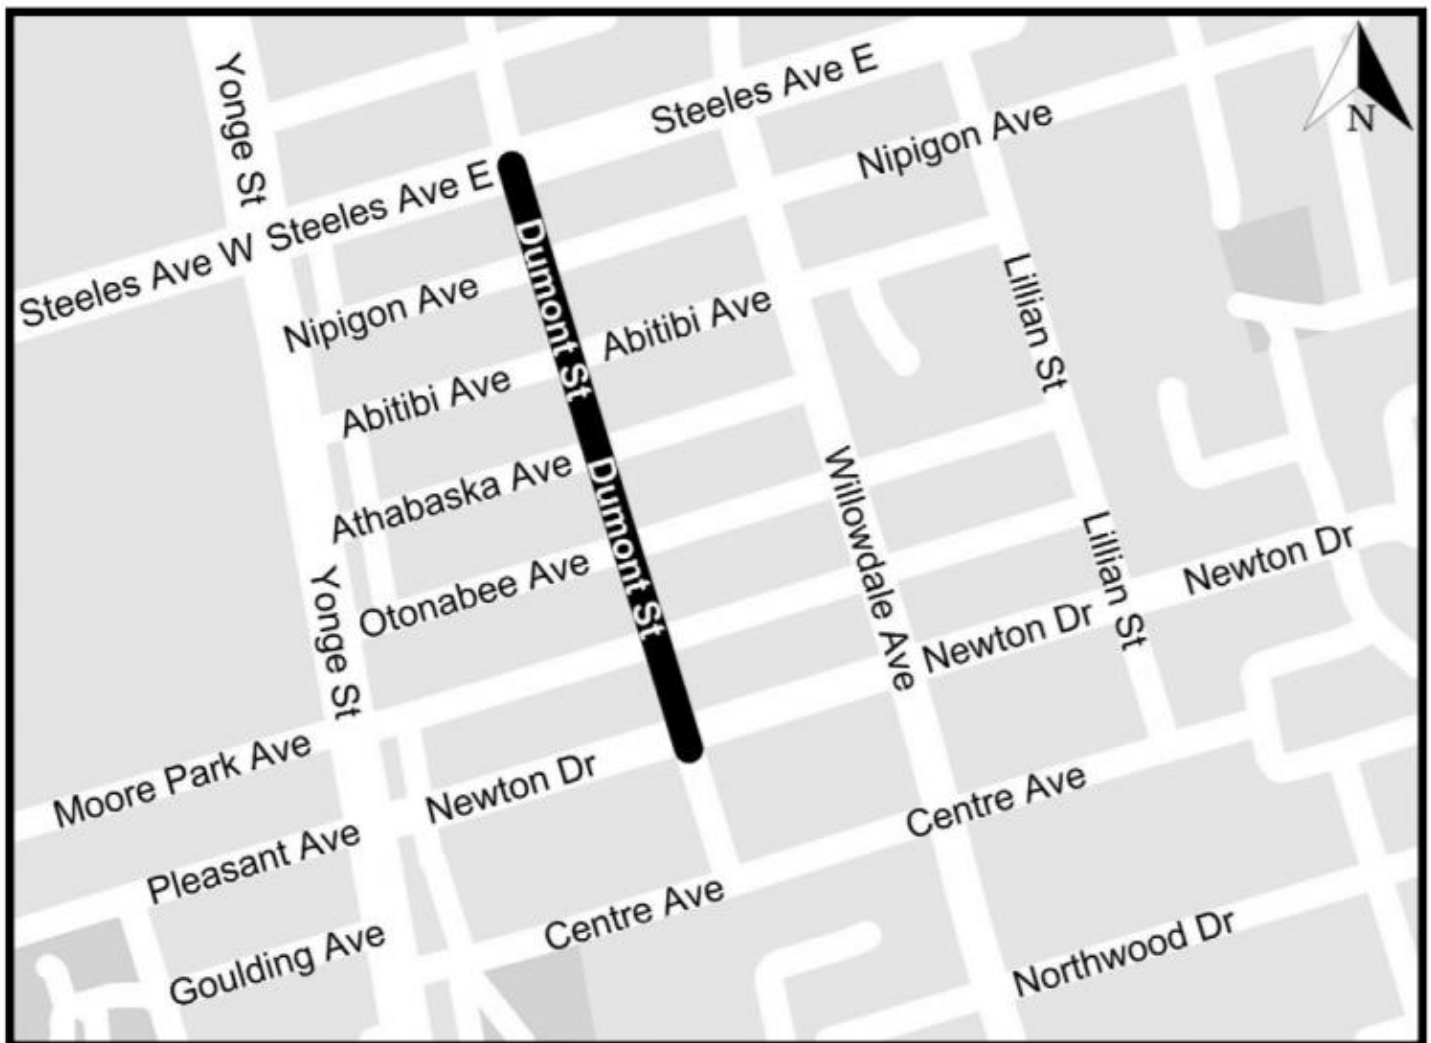 Yonge St
Steeles Ave E
N
Nipigon Ave
Steeles Ave W
Steeles Ave E
Dumont St
Nipigon Ave
Abitibi Ave
Lillian St
Abitibi Ave
Athabaska Ave
Dumont St
Willowdale Ave
Lillian St
Newton Dr
Otonabee Ave
Yonge St
Newton Dr
Moore Park Ave
Newton Dr
Centre Ave
Pleasant Ave
Centre Ave
Goulding Ave
Northwood Dr